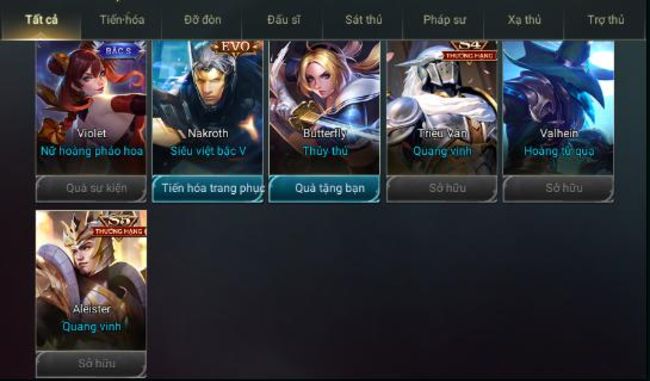 Tất cả Tiến hóa Đỡ đòn Đấu sĩ Sát thủ Pháp sư Xạ thủ Trợ thủ
BẬC S EVO S4
THƯỜNG HẠNG
Violet Nakroth Butterfly Triệu Vân Valhein
Nữ hoàng pháo hoa Siêu việt bậc V Thủy thủ Quang vinh Hoàng tử quạ
Quà sự kiện Tiến hóa trang phục Quà tặng bạn Sở hữu Sở hữu
S5
THƯỜNG HẠNG
Aleister
Quang vinh
Sở hữu